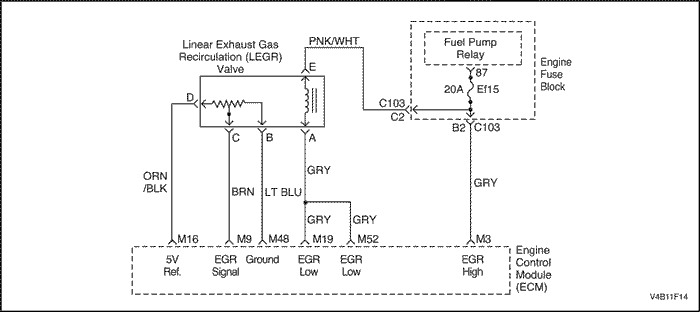 Linear Exhaust Gas
Recirculation (LEGR)
Valve
PNK/WHT
E
Fuel Pump
Relay
87
20A Ef15
Engine
Fuse
Block
D
C103
C2
B2 C103
C B A
ORN
/BLK
BRN
LT BLU
GRY
GRY
GRY
GRY
M16 M9 M48 M19 M52 M3
5V
Ref.
EGR
Signal
Ground
EGR
Low
EGR
Low
EGR
High
Engine
Control
Module
(ECM)
V4B11F14